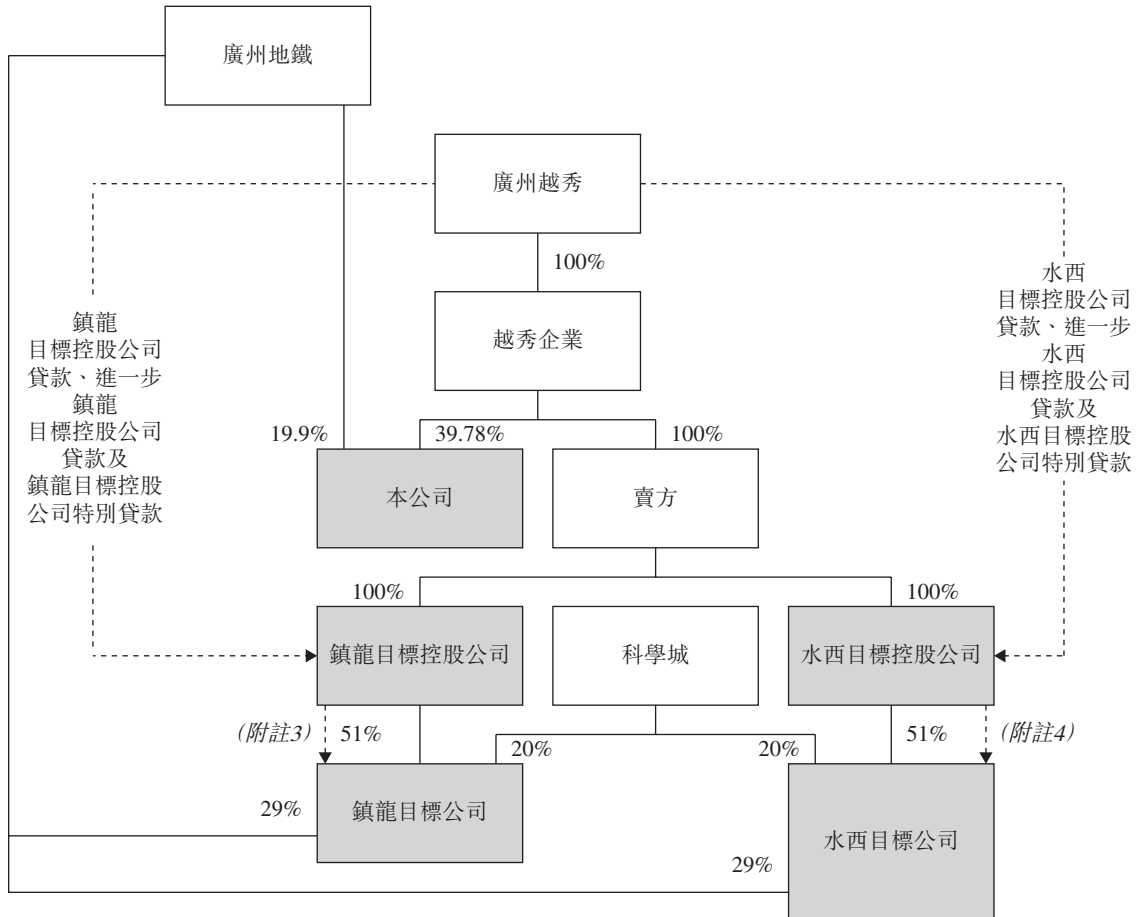 廣州地鐵
廣州越秀
100%
越秀企業
鎮龍
目標控股公司
貸款、進一步
鎮龍
目標控股公司
貸款及
鎮龍目標控股
公司特別貸款
水西
目標控股公司
貸款、進一步
水西
目標控股公司
貸款及
水西目標控股
公司特別貸款
19.9%
39.78%
100%
本公司
賣方
100%
100%
鎮龍目標控股公司
科學城
水西目標控股公司
(附註3)
51%
20%
20%
51%
(附註4)
29%
鎮龍目標公司
水西目標公司
29%